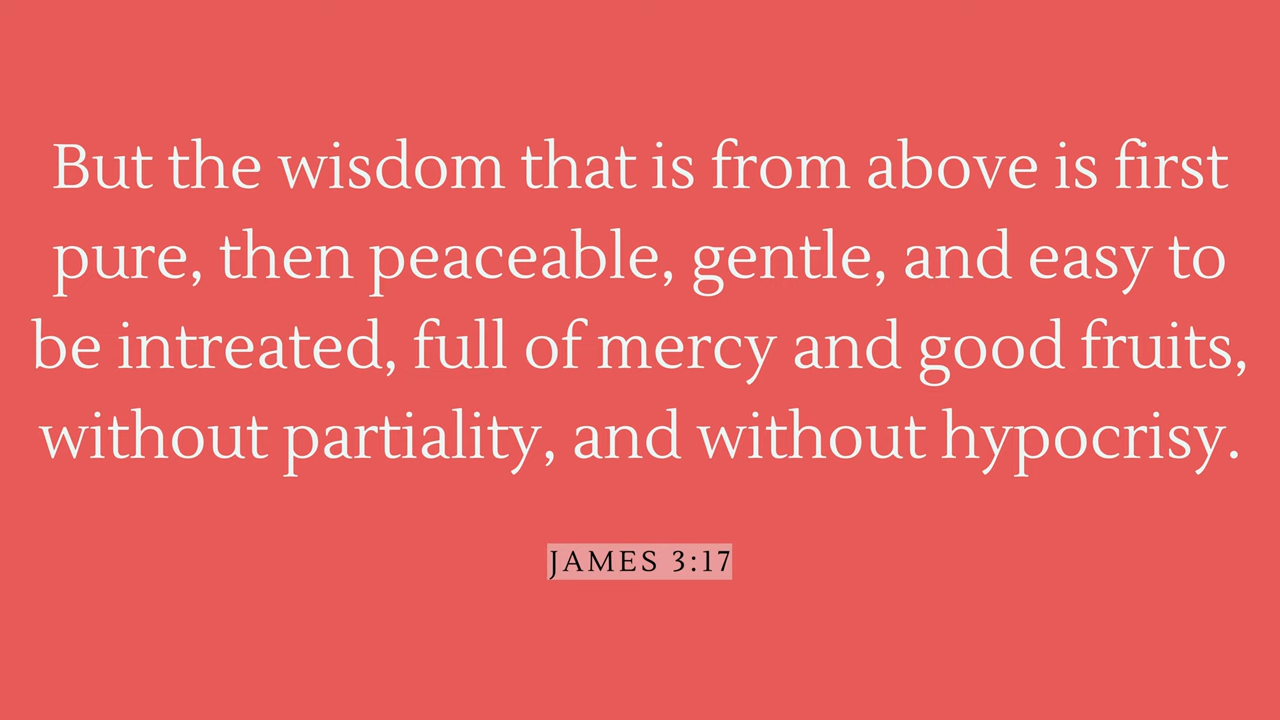 But the wisdom that is from above is first
pure, then peaceable, gentle, and easy to
be intreated, full of mercy and good fruits,
without partiality, and without hypocrisy.
JAMES 3:17